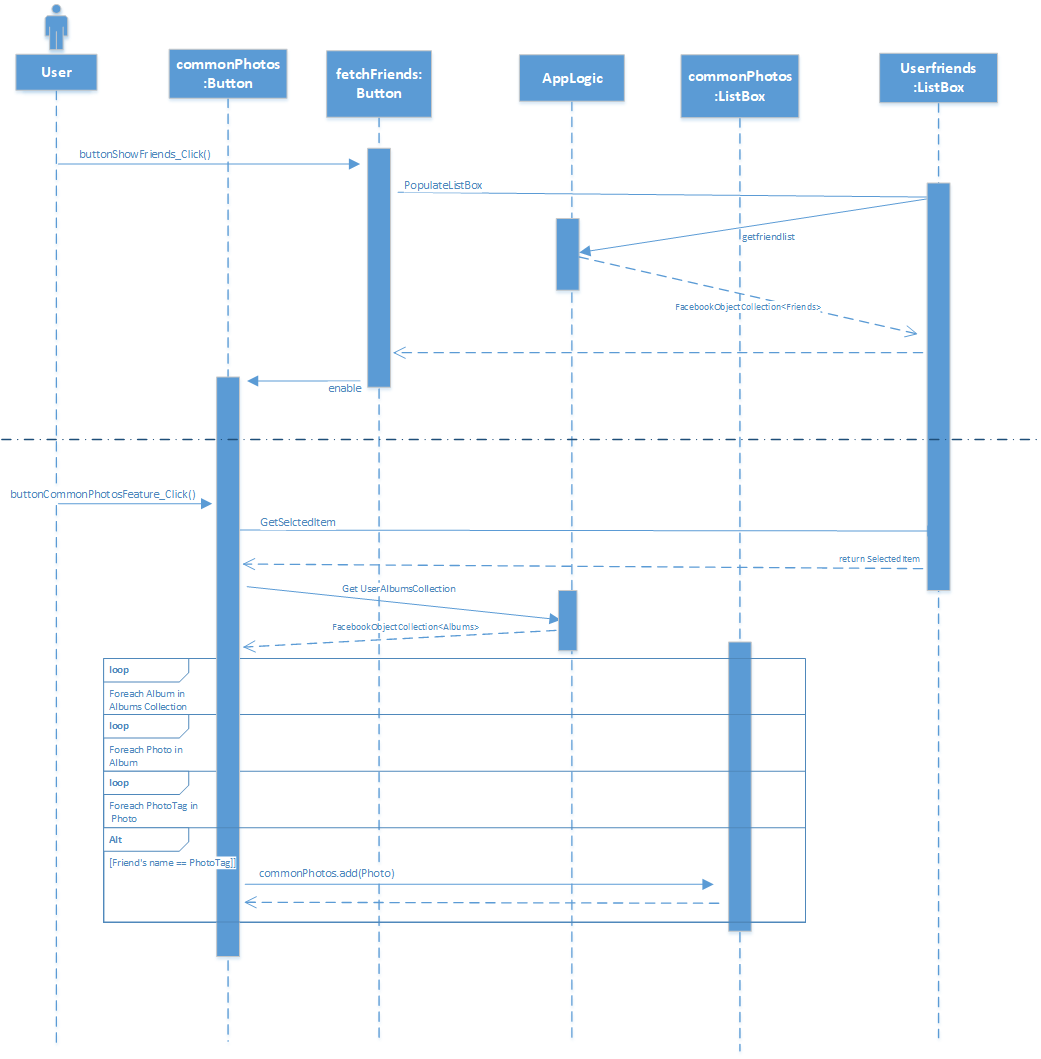 User
commonPhotos
:Button
fetchFriends:
Button
AppLogic
commonPhotos
:ListBox
Userfriends
:ListBox
buttonShowFriends_Click()
PopulateListBox
getfriendlist
FacebookObjectCollection<Friends>
enable
buttonCommonPhotosFeature_Click()
GetSelctedItem
return SelectedItem
Get UserAlbumsCollection
FacebookObjectCollection<Albums>
loop
Foreach Album in
Albums Collection
loop
Foreach Photo in
Album
loop
Foreach PhotoTag in
Photo
Alt
[Friend's name == PhotoTag]]
commonPhotos.add(Photo)